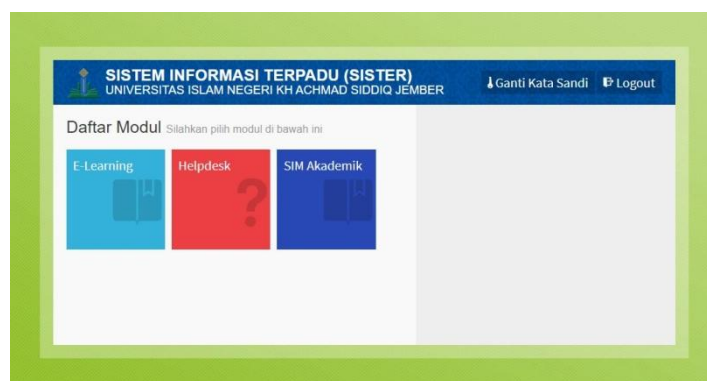 SISTEM INFORMASI TERPADU (SISTER)
UNIVERSITAS ISLAM NEGERI KH ACHMAD SIDDIQ JEMBER
Ganti Kata Sandi Logout
Daftar Modul Silahkan pilih modul di bawah ini
E-Learning Helpdesk SIM Akademik
?